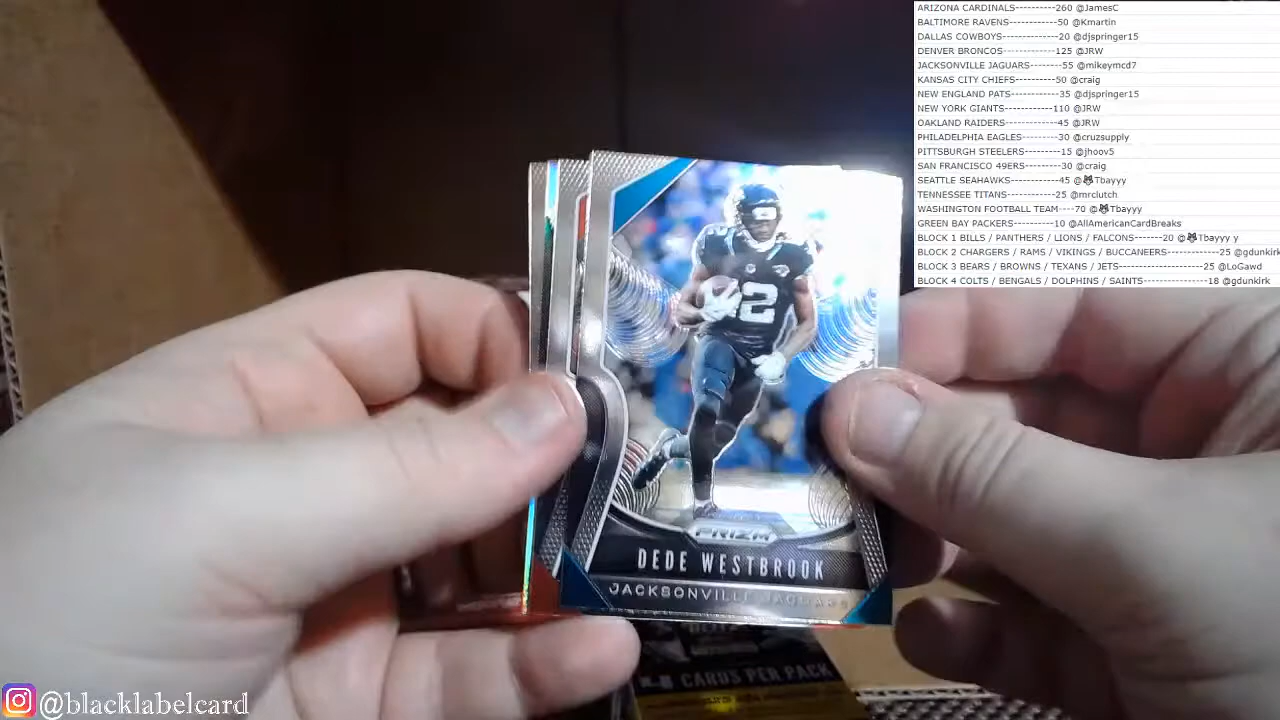 ARIZONA CARDINALS----------260 @JamesC
BALTIMORE RAVENS------------50 @Kmartin
DALLAS COWBOYS--------------20 @djspringer15
DENVER BRONCOS--------------125 @JRW
JACKSONVILLE JAGUARS--------55 @mikeymcd7
KANSAS CITY CHIEFS----------50 @craig
NEW ENGLAND PATS------------35 @djspringer15
NEW YORK GIANTS------------110 @JRW
OAKLAND RAIDERS-------------45 @JRW
PHILADELPHIA EAGLES---------30 @cruzsupply
PITTSBURGH STEELERS---------15 @jhoov5
SAN FRANCISCO 49ERS---------30 @craig
SEATTLE SEAHAWKS------------45 @Tbayyy
TENNESSEE TITANS------------25 @mrclutch
WASHINGTON FOOTBALL TEAM----70 @Tbayyy
GREEN BAY PACKERS----------10 @AllAmericanCardBreaks
BLOCK 1 BILLS / PANTHERS / LIONS / FALCONS-------20 @Tbayyy y
BLOCK 2 CHARGERS / RAMS / VIKINGS / BUCCANEERS-------------25 @gdunkirk
BLOCK 3 BEARS / BROWNS / TEXANS / JETS---------------------25 @LoGawd
BLOCK 4 COLTS / BENGALS / DOLPHINS / SAINTS----------------18 @gdunkirk
12
PRIZM
DEDE WESTBROOK
JACKSONVILLE JAGUARS
CARDS PER PACK
@blacklabelcard